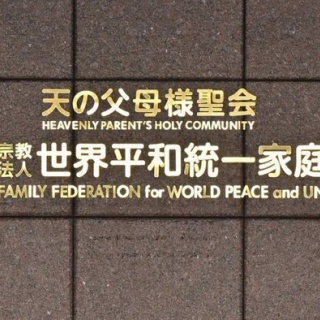 天の父母様聖会
HEAVENLY PARENT'S HOLY COMMUNITY
宗教
法人 世界平和統一家庭
FAMILY FEDERATION for WORLD PEACE and UN